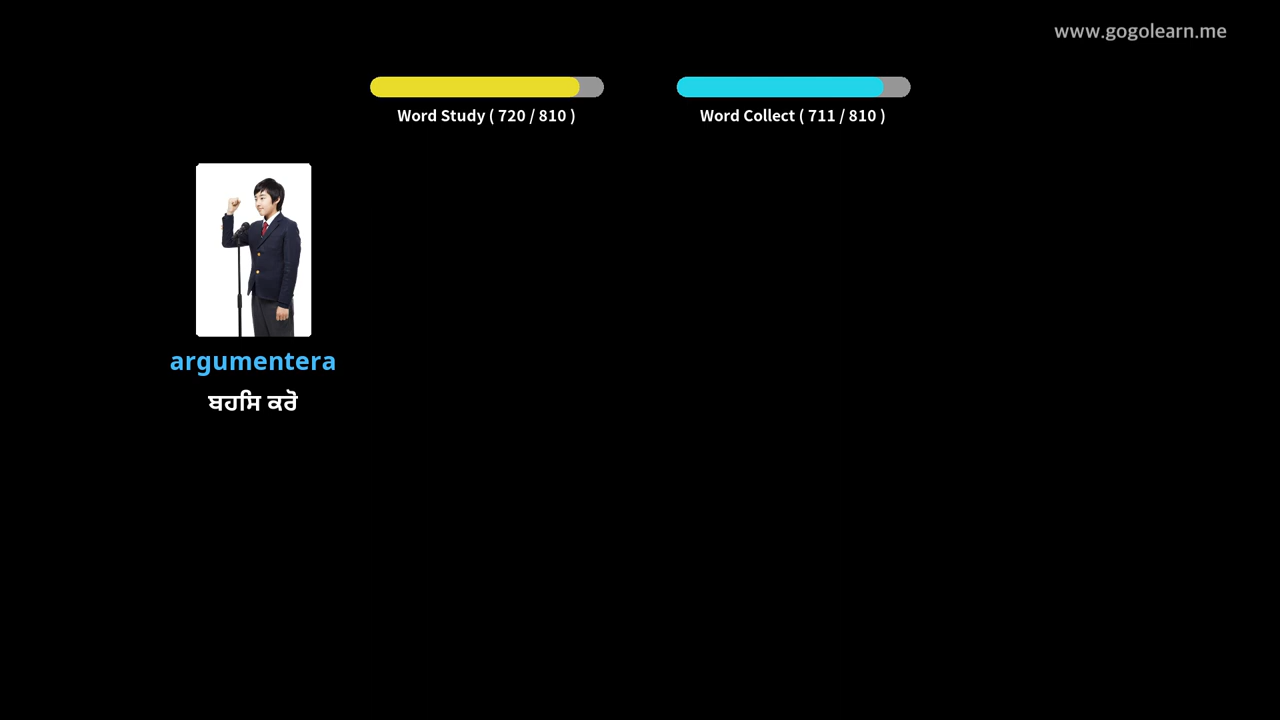 www.gogolearn.me
Word Study ( 720 / 810 )
Word Collect ( 711 / 810 )
argumentera
ਬਹਸਿ ਕਰੋ